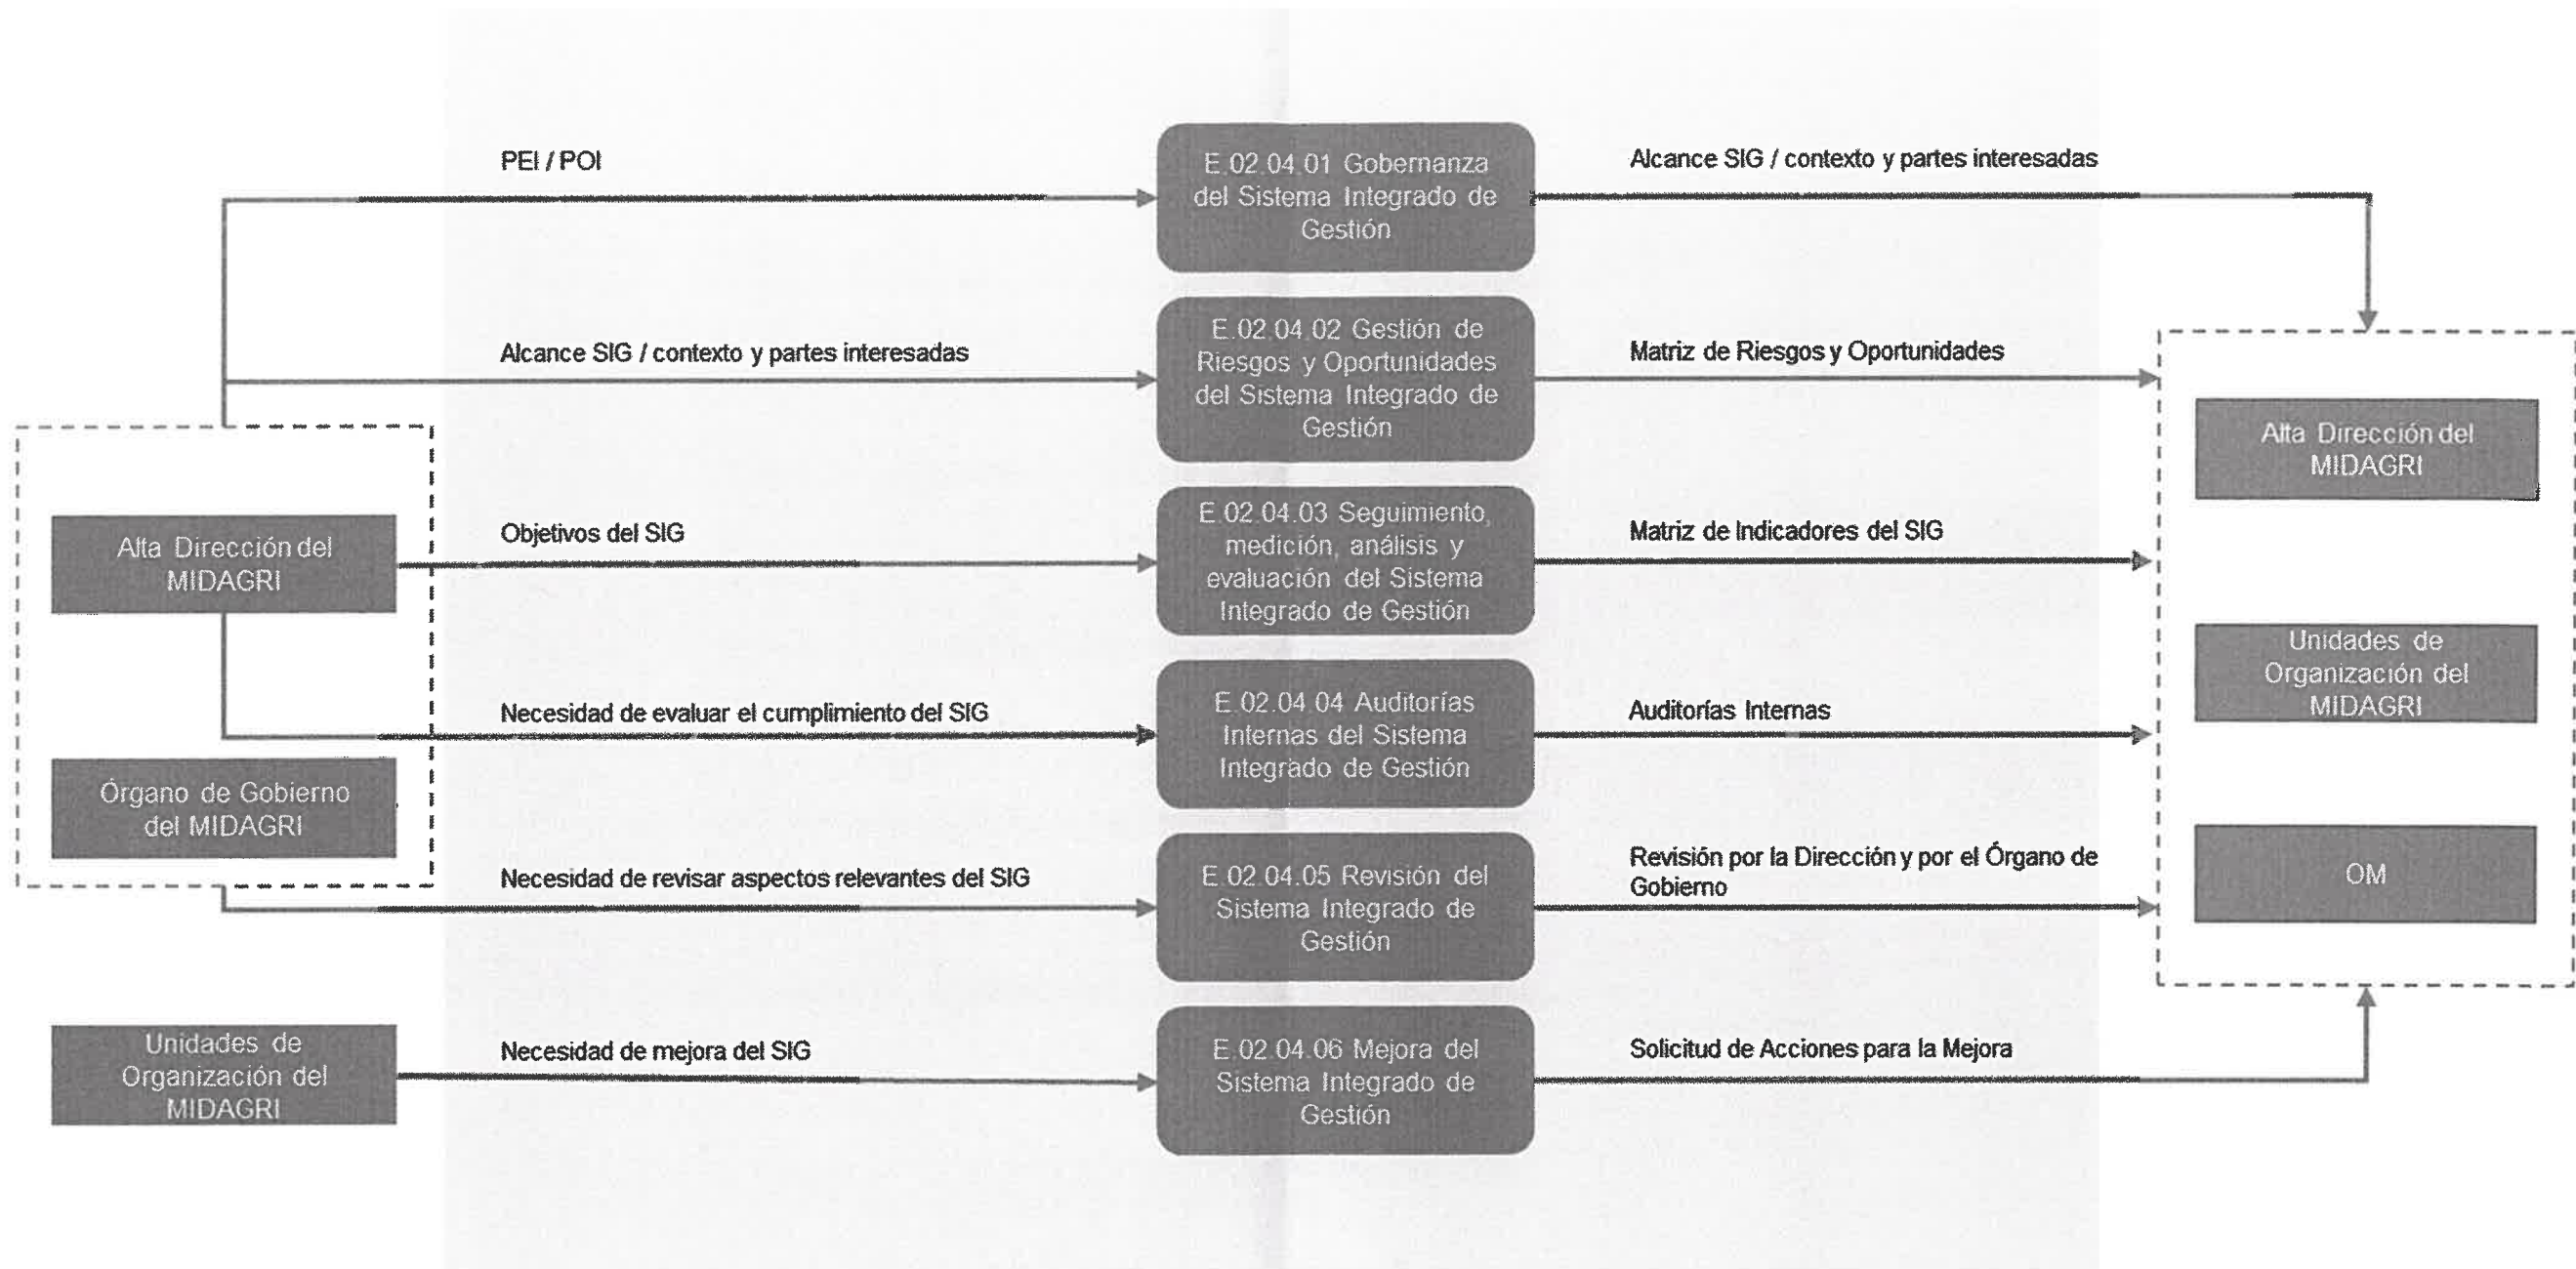 PEI / POI
E.02.04.01 Gobernanza
del Sistema Integrado de
Gestión
Alcance SIG / contexto y partes interesadas
Alcance SIG / contexto y partes interesadas
E.02.04.02 Gestión de
Riesgos y Oportunidades
del Sistema Integrado de
Gestión
Matriz de Riesgos y Oportunidades
Alta Dirección del
MIDAGRI
Objetivos del SIG
E.02.04.03 Seguimiento,
medición, análisis y
evaluación del Sistema
Integrado de Gestión
Matriz de Indicadores del SIG
Necesidad de evaluar el cumplimiento del SIG
E.02.04.04 Auditorías
Internas del Sistema
Integrado de Gestión
Auditorías Internas
Órgano de Gobierno
del MIDAGRI
Necesidad de revisar aspectos relevantes del SIG
E.02.04.05 Revisión del
Sistema Integrado de
Gestión
Revisión por la Dirección y por el Órgano de
Gobierno
Unidades de
Organización del
MIDAGRI
Necesidad de mejora del SIG
E.02.04.06 Mejora del
Sistema Integrado de
Gestión
Solicitud de Acciones para la Mejora
Alta Dirección del
MIDAGRI
Unidades de
Organización del
MIDAGRI
OM